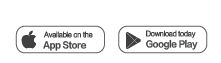 Available on the
App Store
Download today
Google Play